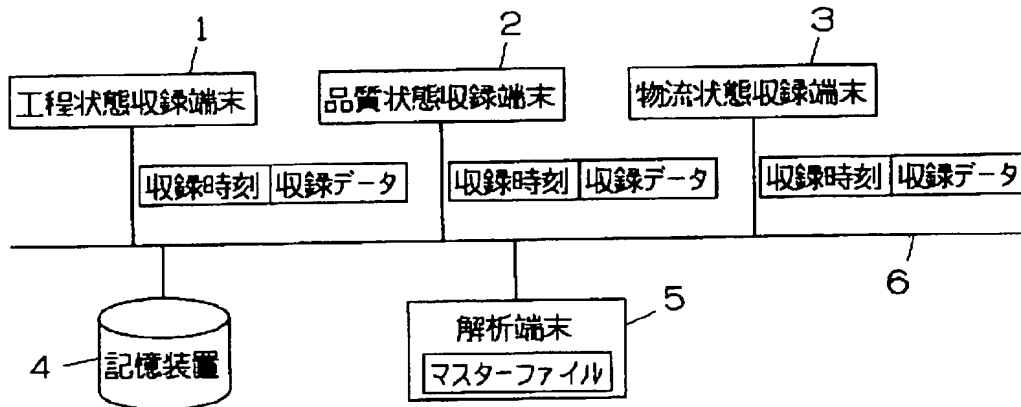 1
2
3
工程状態収録端末
品質状態収録端末
物流状態収録端末
収録時刻 収録データ
収録時刻 収録データ
収録時刻 収録データ
6
4
記憶装置
5
解析端末
マスターファイル